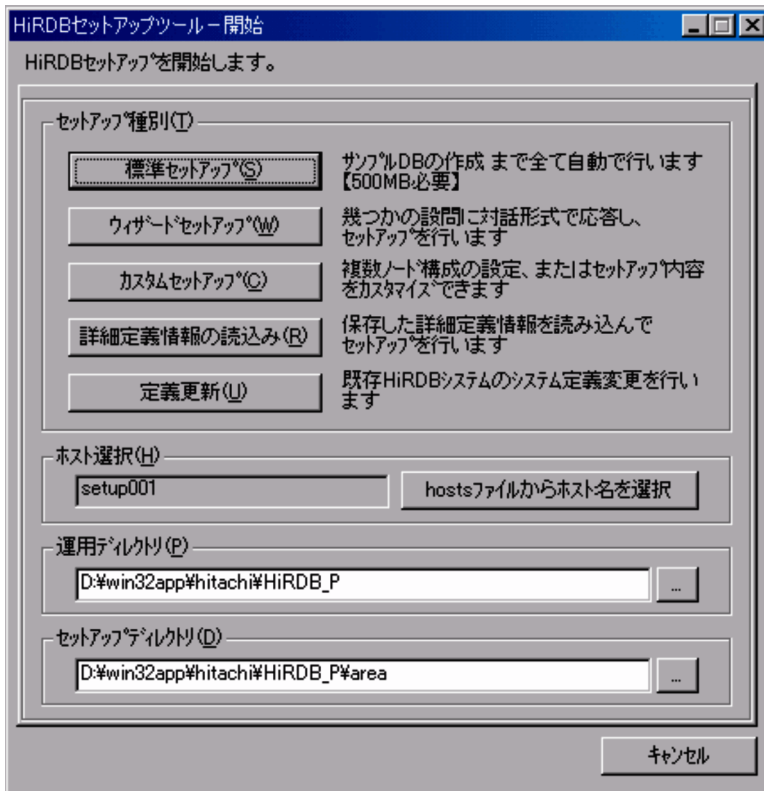 HiRDBセットアップツールー開始
HiRDBセットアップを開始します。
セットアップ種別(T)
標準セットアップ(S)
サンプルDBの作成 まで全て自動で行います
【500MB必要】
ウィザードセットアップ(W)
幾つかの設問に対話形式で応答し、
セットアップを行います
カスタムセットアップ(C)
複数ノード構成の設定、またはセットアップ内容
をカスタマイズできます
詳細定義情報の読込み(R)
保存した詳細定義情報を読み込んで
セットアップを行います
定義更新(U)
既存HiRDBシステムのシステム定義変更を行い
ます
ホスト選択(H)
setup001
hostsファイルからホスト名を選択
運用ディレクトリ(P)
D:¥win32app¥hitachi¥HiRDB_P
...
セットアップディレクトリ(D)
D:¥win32app¥hitachi¥HiRDB_P¥area
...
キャンセル